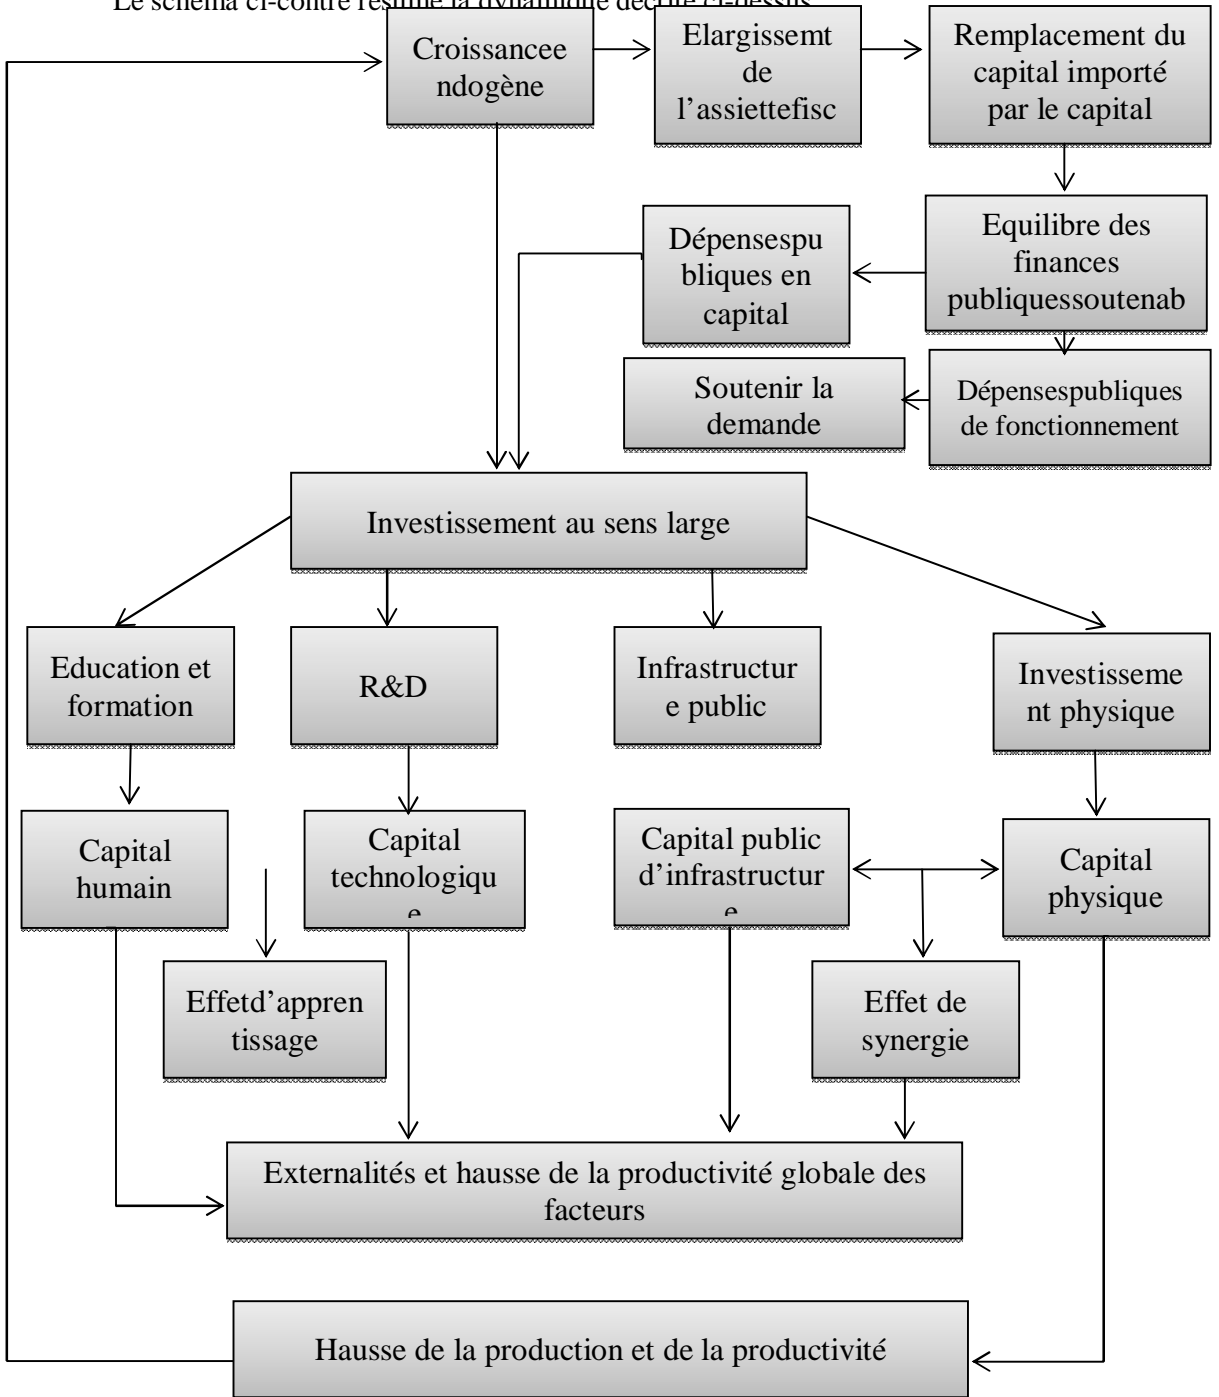 Le schéma ci-contre résume la dynamique décrite ci-dessus
Croissancee
ndogène
Elargissemt
de
l’assiettefisc
Remplacement du
capital importé
par le capital
Dépensespu
bliques en
capital
Equilibre des
finances
publiquessoutenab
Soutenir la
demande
Dépensespubliques
de fonctionnement
Investissement au sens large
Education et
formation
R&D
Infrastructur
e public
Investisseme
nt physique
Capital
humain
Capital
technologiqu
e
Capital public
d’infrastructur
e
Capital
physique
Effetd’appren
tissage
Effet de
synergie
Externalités et hausse de la productivité globale des
facteurs
Hausse de la production et de la productivité